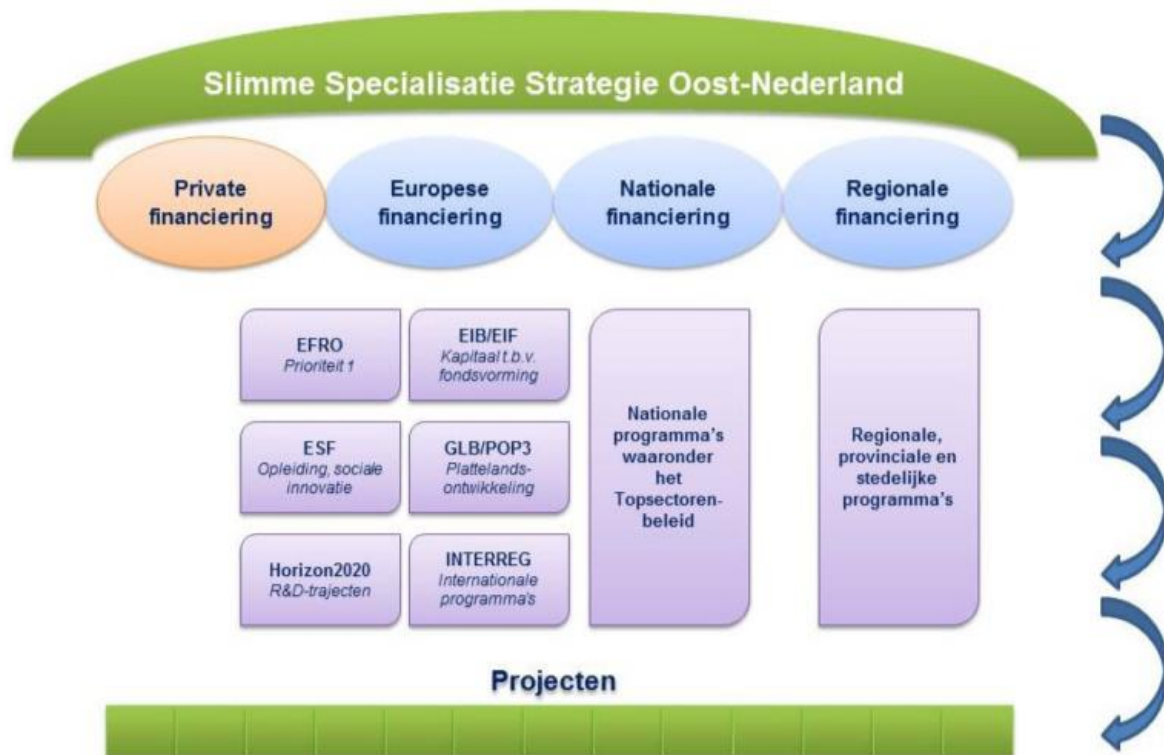 Slimme Specialisatie Strategie Oost-Nederland
Private
financiering
Europese
financiering
Nationale
financiering
Regionale
financiering
EFRO
Prioriteit 1
EIB/EIF
Kapitaal t.b.v.
fondsvorming
ESF
Opleiding, sociale
innovatie
GLB/POP3
Plattelands-
ontwikkeling
Horizon2020
R&D-trajecten
INTERREG
Internationale
programma's
Nationale
programma's
waaronder
het
Topsectoren-
beleid
Regionale,
provinciale en
stedelijke
programma's
Projecten